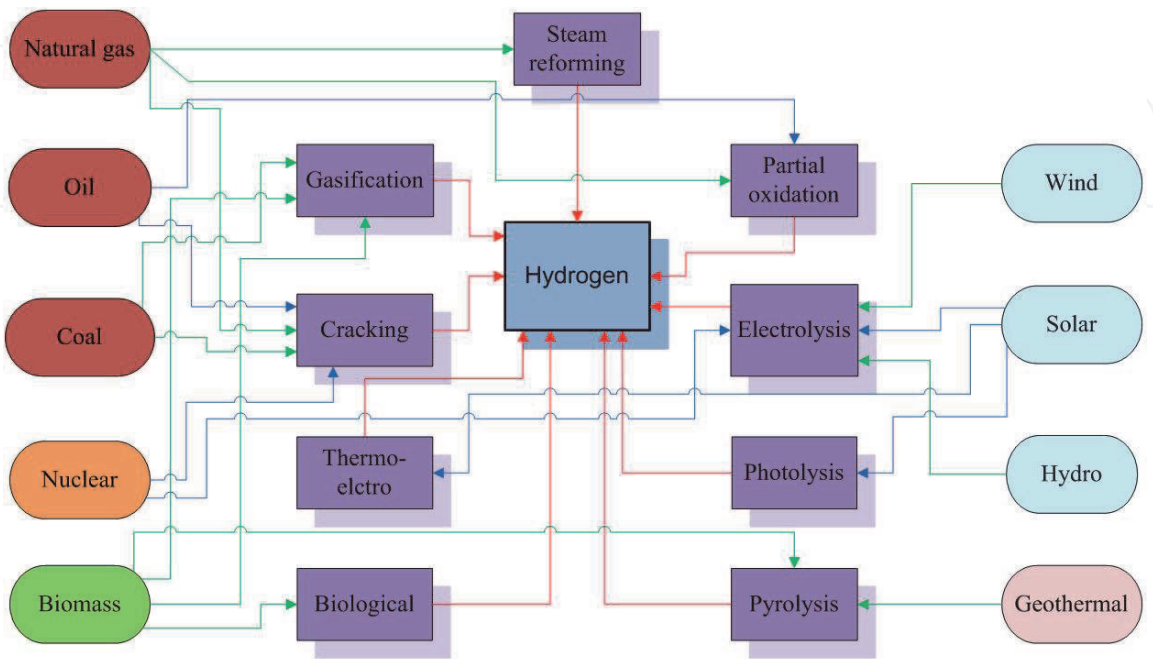 Natural gas
Steam
reforming
Oil
Gasification
Partial
oxidation
Wind
Hydrogen
Coal
Cracking
Electrolysis
Solar
Nuclear
Thermo-
elctro
Photolysis
Hydro
Biomass
Biological
Pyrolysis
Geothermal